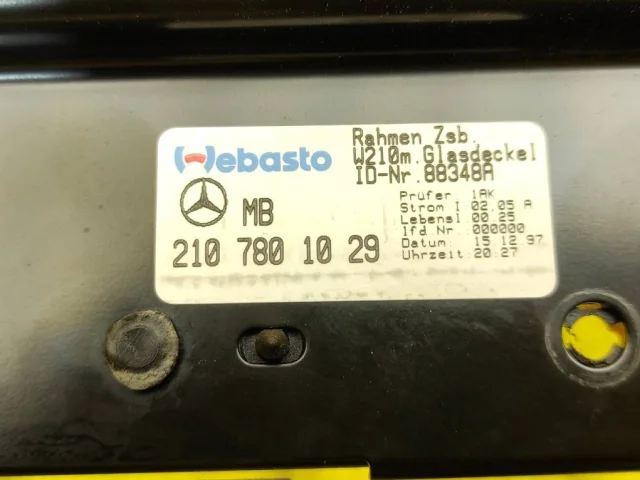 Webasto
Rahmen Zsb.
W210m.Glasdeckel
ID-Nr.88348A
MB
210 780 10 29
Prüfer : 1AK
Strom I :02.05 A
Lebensl:00.25
lfd Nr. :000000
Datum : 15.12.97
Uhrzeit:20:27